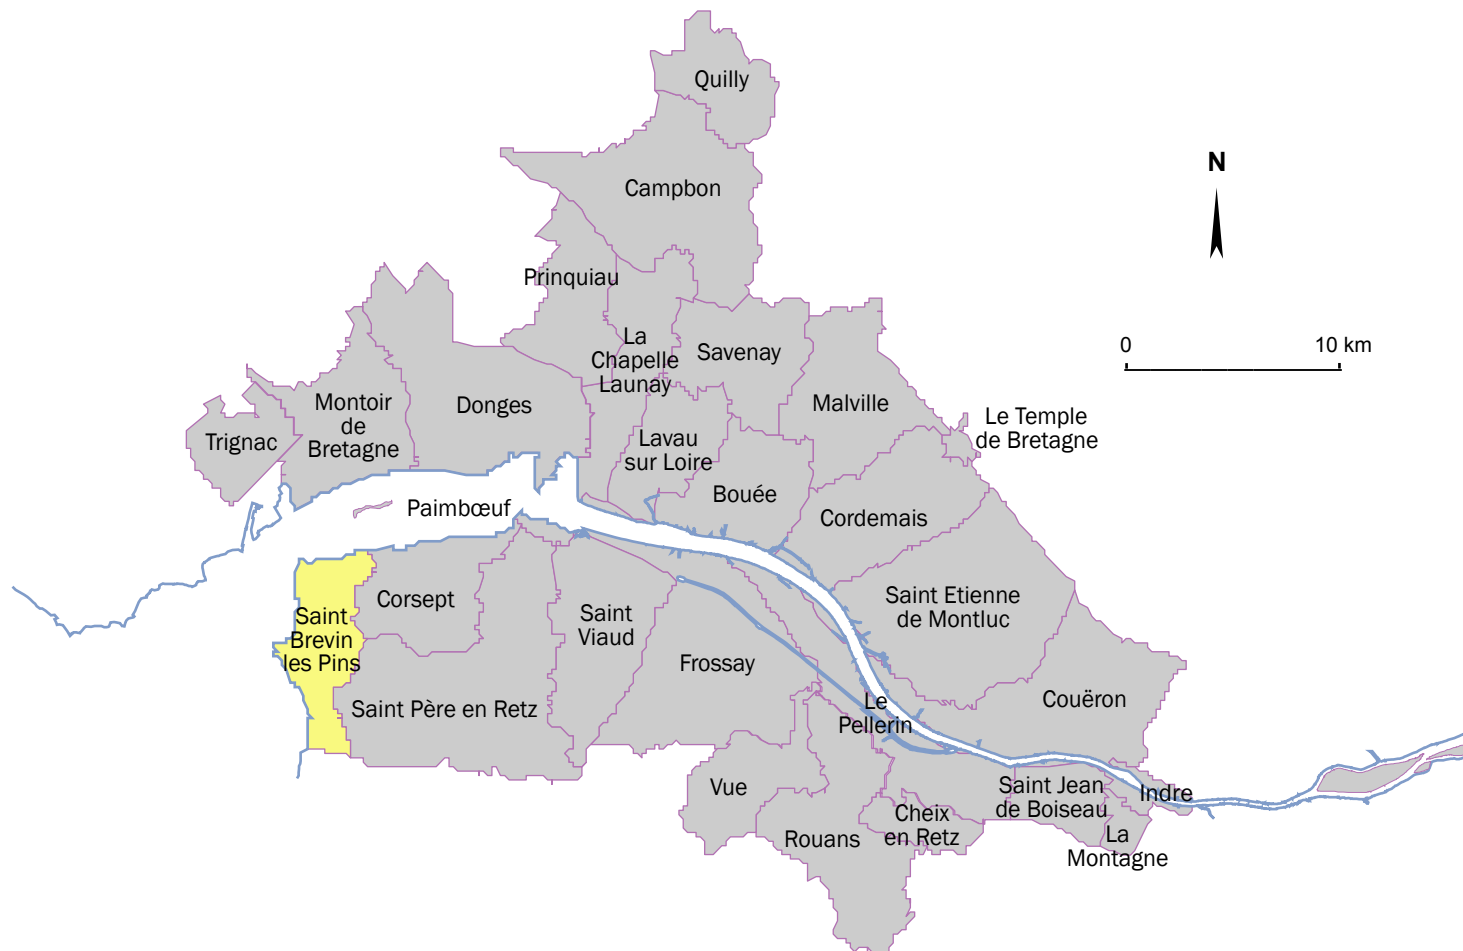 Quilly
N
Campbon
Prinquiau
0 10 km
La
Chapelle
Launay
Savenay
Montoir
de
Bretagne
Donges
Malville
Le Temple
de Bretagne
Trignac
Lavau
sur Loire
Bouée
Paimbœuf
Cordemais
Saint
Brevin
les Pins
Corsept
Saint
Viaud
Saint Etienne
de Montluc
Frossay
Saint Père en Retz
Le
Pellerin
Couëron
Vue
Saint Jean
de Boiseau
Indre
Rouans
Cheix
en Retz
La
Montagne